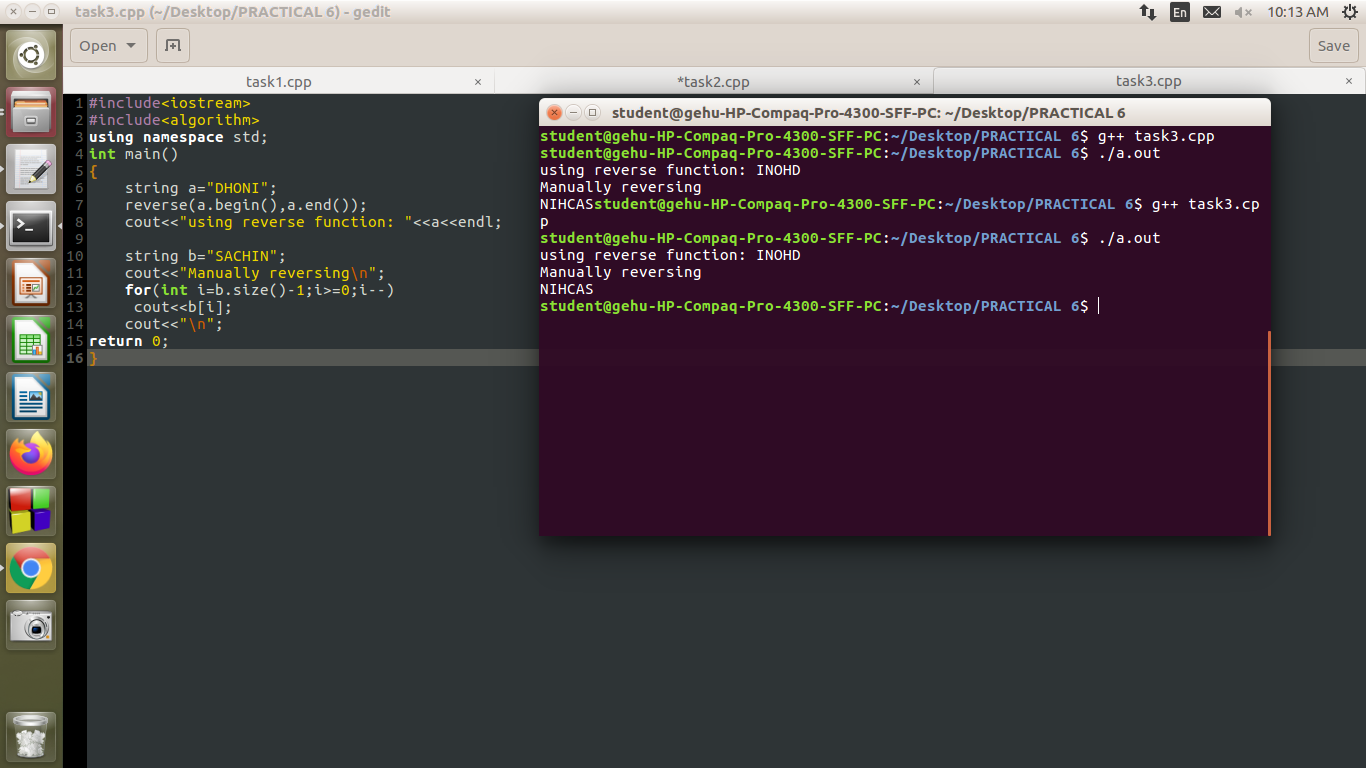 task3.cpp (~/Desktop/PRACTICAL 6) - gedit
En
10:13 AM
Open
Save
task1.cpp ×
*task2.cpp ×
task3.cpp ×
1 #include<iostream>
2 #include<algorithm>
3 using namespace std;
4 int main()
5 {
6     string a="DHONI";
7     reverse(a.begin(),a.end());
8     cout<<"using reverse function: "<<a<<endl;
9
10     string b="SACHIN";
11     cout<<"Manually reversing\n";
12     for(int i=b.size()-1;i>=0;i--)
13      cout<<b[i];
14     cout<<"\n";
15 return 0;
16 }
student@gehu-HP-Compaq-Pro-4300-SFF-PC: ~/Desktop/PRACTICAL 6
student@gehu-HP-Compaq-Pro-4300-SFF-PC:~/Desktop/PRACTICAL 6$ g++ task3.cpp
student@gehu-HP-Compaq-Pro-4300-SFF-PC:~/Desktop/PRACTICAL 6$ ./a.out
using reverse function: INOHD
Manually reversing
NIHCASstudent@gehu-HP-Compaq-Pro-4300-SFF-PC:~/Desktop/PRACTICAL 6$ g++ task3.cp
p
student@gehu-HP-Compaq-Pro-4300-SFF-PC:~/Desktop/PRACTICAL 6$ ./a.out
using reverse function: INOHD
Manually reversing
NIHCAS
student@gehu-HP-Compaq-Pro-4300-SFF-PC:~/Desktop/PRACTICAL 6$